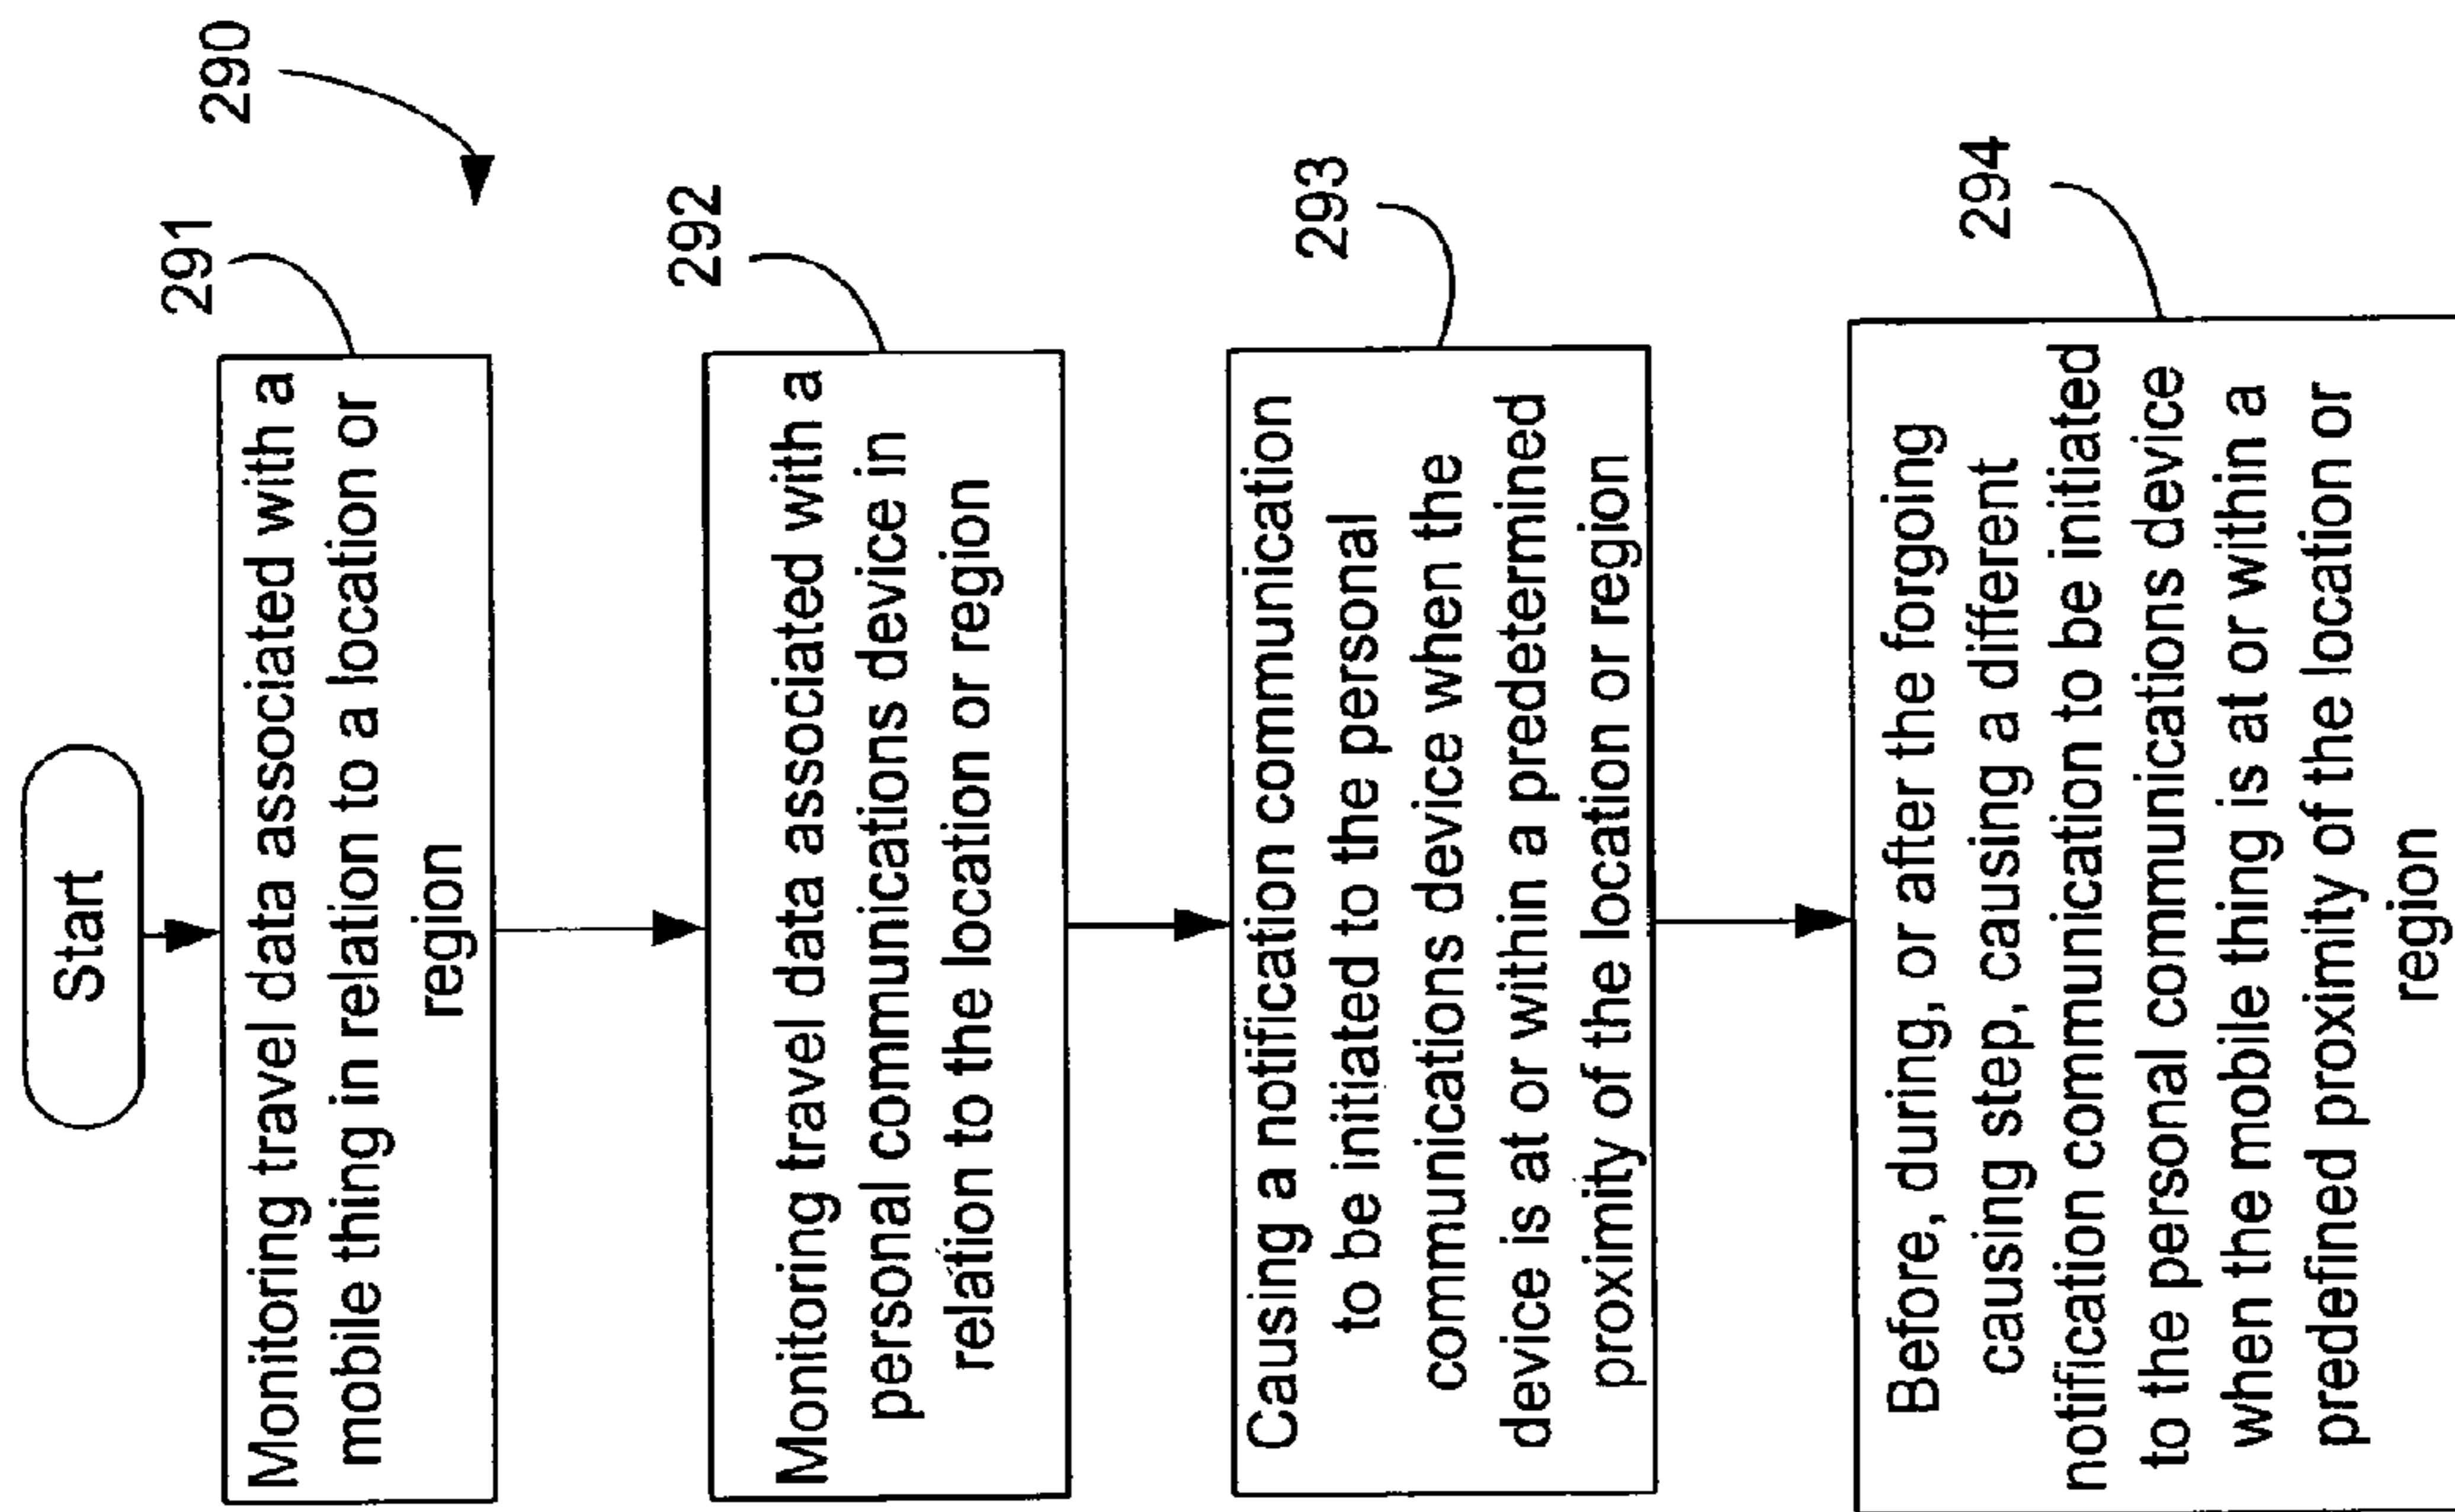 Start
290
291
Monitoring travel data associated with a
mobile thing in relation to a location or
region
292
Monitoring travel data associated with a
personal communications device in
relation to the location or region
293
Causing a notification communication
to be initiated to the personal
communications device when the
device is at or within a predetermined
proximity of the location or region
294
Before, during, or after the forgoing
causing step, causing a different
notification communication to be initiated
to the personal communications device
when the mobile thing is at or within a
predefined proximity of the location or
region